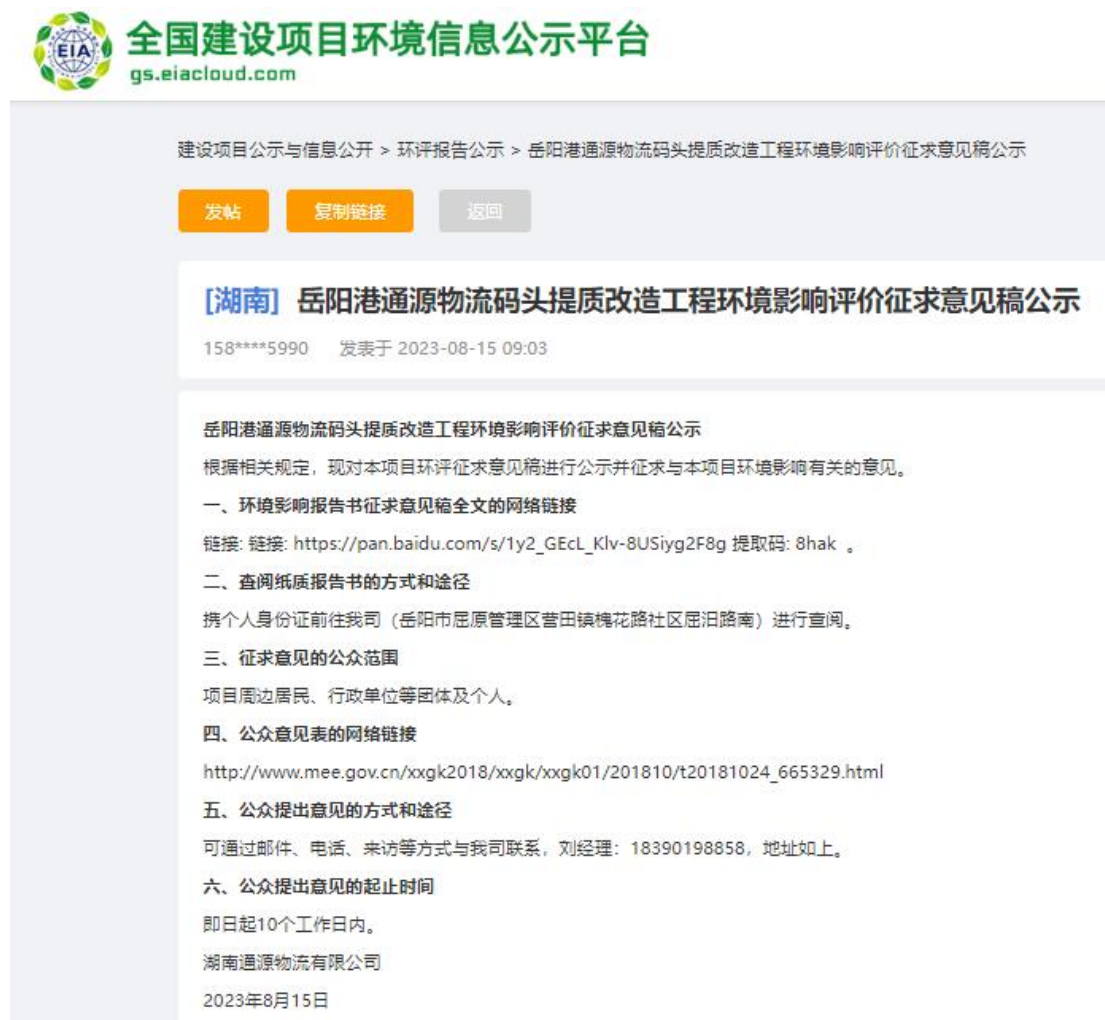 EIA
全国建设项目环境信息公示平台
gs.eiacloud.com
建设项目公示与信息公开 > 环评报告公示 > 岳阳港通源物流码头提质改造工程环境影响评价征求意见稿公示
发帖 复制链接 返回
[湖南] 岳阳港通源物流码头提质改造工程环境影响评价征求意见稿公示
158****5990 发表于 2023-08-15 09:03
岳阳港通源物流码头提质改造工程环境影响评价征求意见稿公示
根据相关规定，现对本项目环评征求意见稿进行公示并征求与本项目环境影响有关的意见。
一、环境影响报告书征求意见稿全文的网络链接
链接: 链接: https://pan.baidu.com/s/1y2_GEcL_Klv-8USiyg2F8g 提取码: 8hak 。
二、查阅纸质报告书的方式和途径
携个人身份证前往我司（岳阳市屈原管理区营田镇槐花路社区屈汨路南）进行查阅。
三、征求意见的公众范围
项目周边居民、行政单位等团体及个人。
四、公众意见表的网络链接
http://www.mee.gov.cn/xxgk2018/xxgk/xxgk01/201810/t20181024_665329.html
五、公众提出意见的方式和途径
可通过邮件、电话、来访等方式与我司联系，刘经理：18390198858，地址如上。
六、公众提出意见的起止时间
即日起10个工作日内。
湖南通源物流有限公司
2023年8月15日